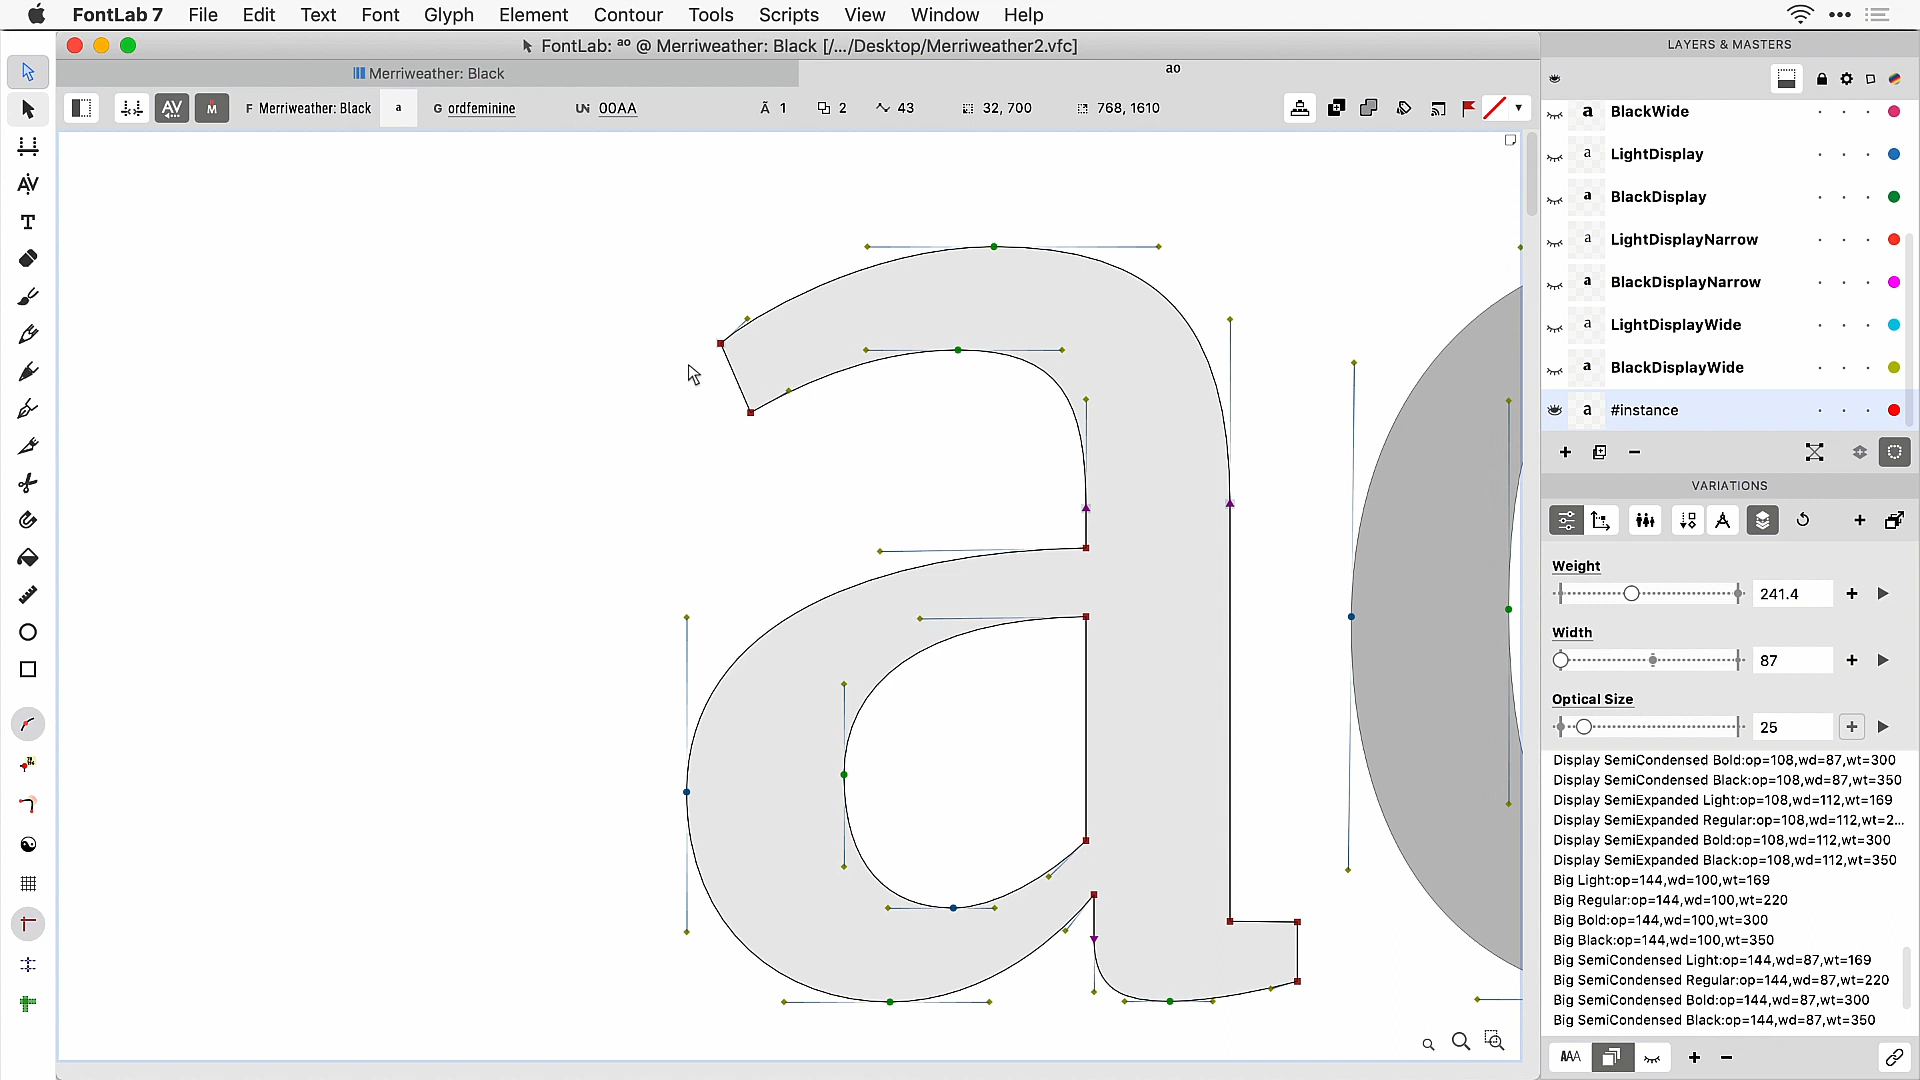 FontLab 7 File Edit Text Font Glyph Element Contour Tools Scripts View Window Help
FontLab: ªº @ Merriweather: Black [/.../Desktop/Merriweather2.vfc]
Merriweather: Black
ªº
F Merriweather: Black a G ordfeminine UNI 00AA Ā 1 2 43 32, 700 768, 1610
LAYERS & MASTERS
a BlackWide
a LightDisplay
a BlackDisplay
a LightDisplayNarrow
a BlackDisplayNarrow
a LightDisplayWide
a BlackDisplayWide
a #instance
VARIATIONS
Weight
241.4
Width
87
Optical Size
25
Display SemiCondensed Bold:op=108,wd=87,wt=300
Display SemiCondensed Black:op=108,wd=87,wt=350
Display SemiExpanded Light:op=108,wd=112,wt=169
Display SemiExpanded Regular:op=108,wd=112,wt=2...
Display SemiExpanded Bold:op=108,wd=112,wt=300
Display SemiExpanded Black:op=108,wd=112,wt=350
Big Light:op=144,wd=100,wt=169
Big Regular:op=144,wd=100,wt=220
Big Bold:op=144,wd=100,wt=300
Big Black:op=144,wd=100,wt=350
Big SemiCondensed Light:op=144,wd=87,wt=169
Big SemiCondensed Regular:op=144,wd=87,wt=220
Big SemiCondensed Bold:op=144,wd=87,wt=300
Big SemiCondensed Black:op=144,wd=87,wt=350
AAA